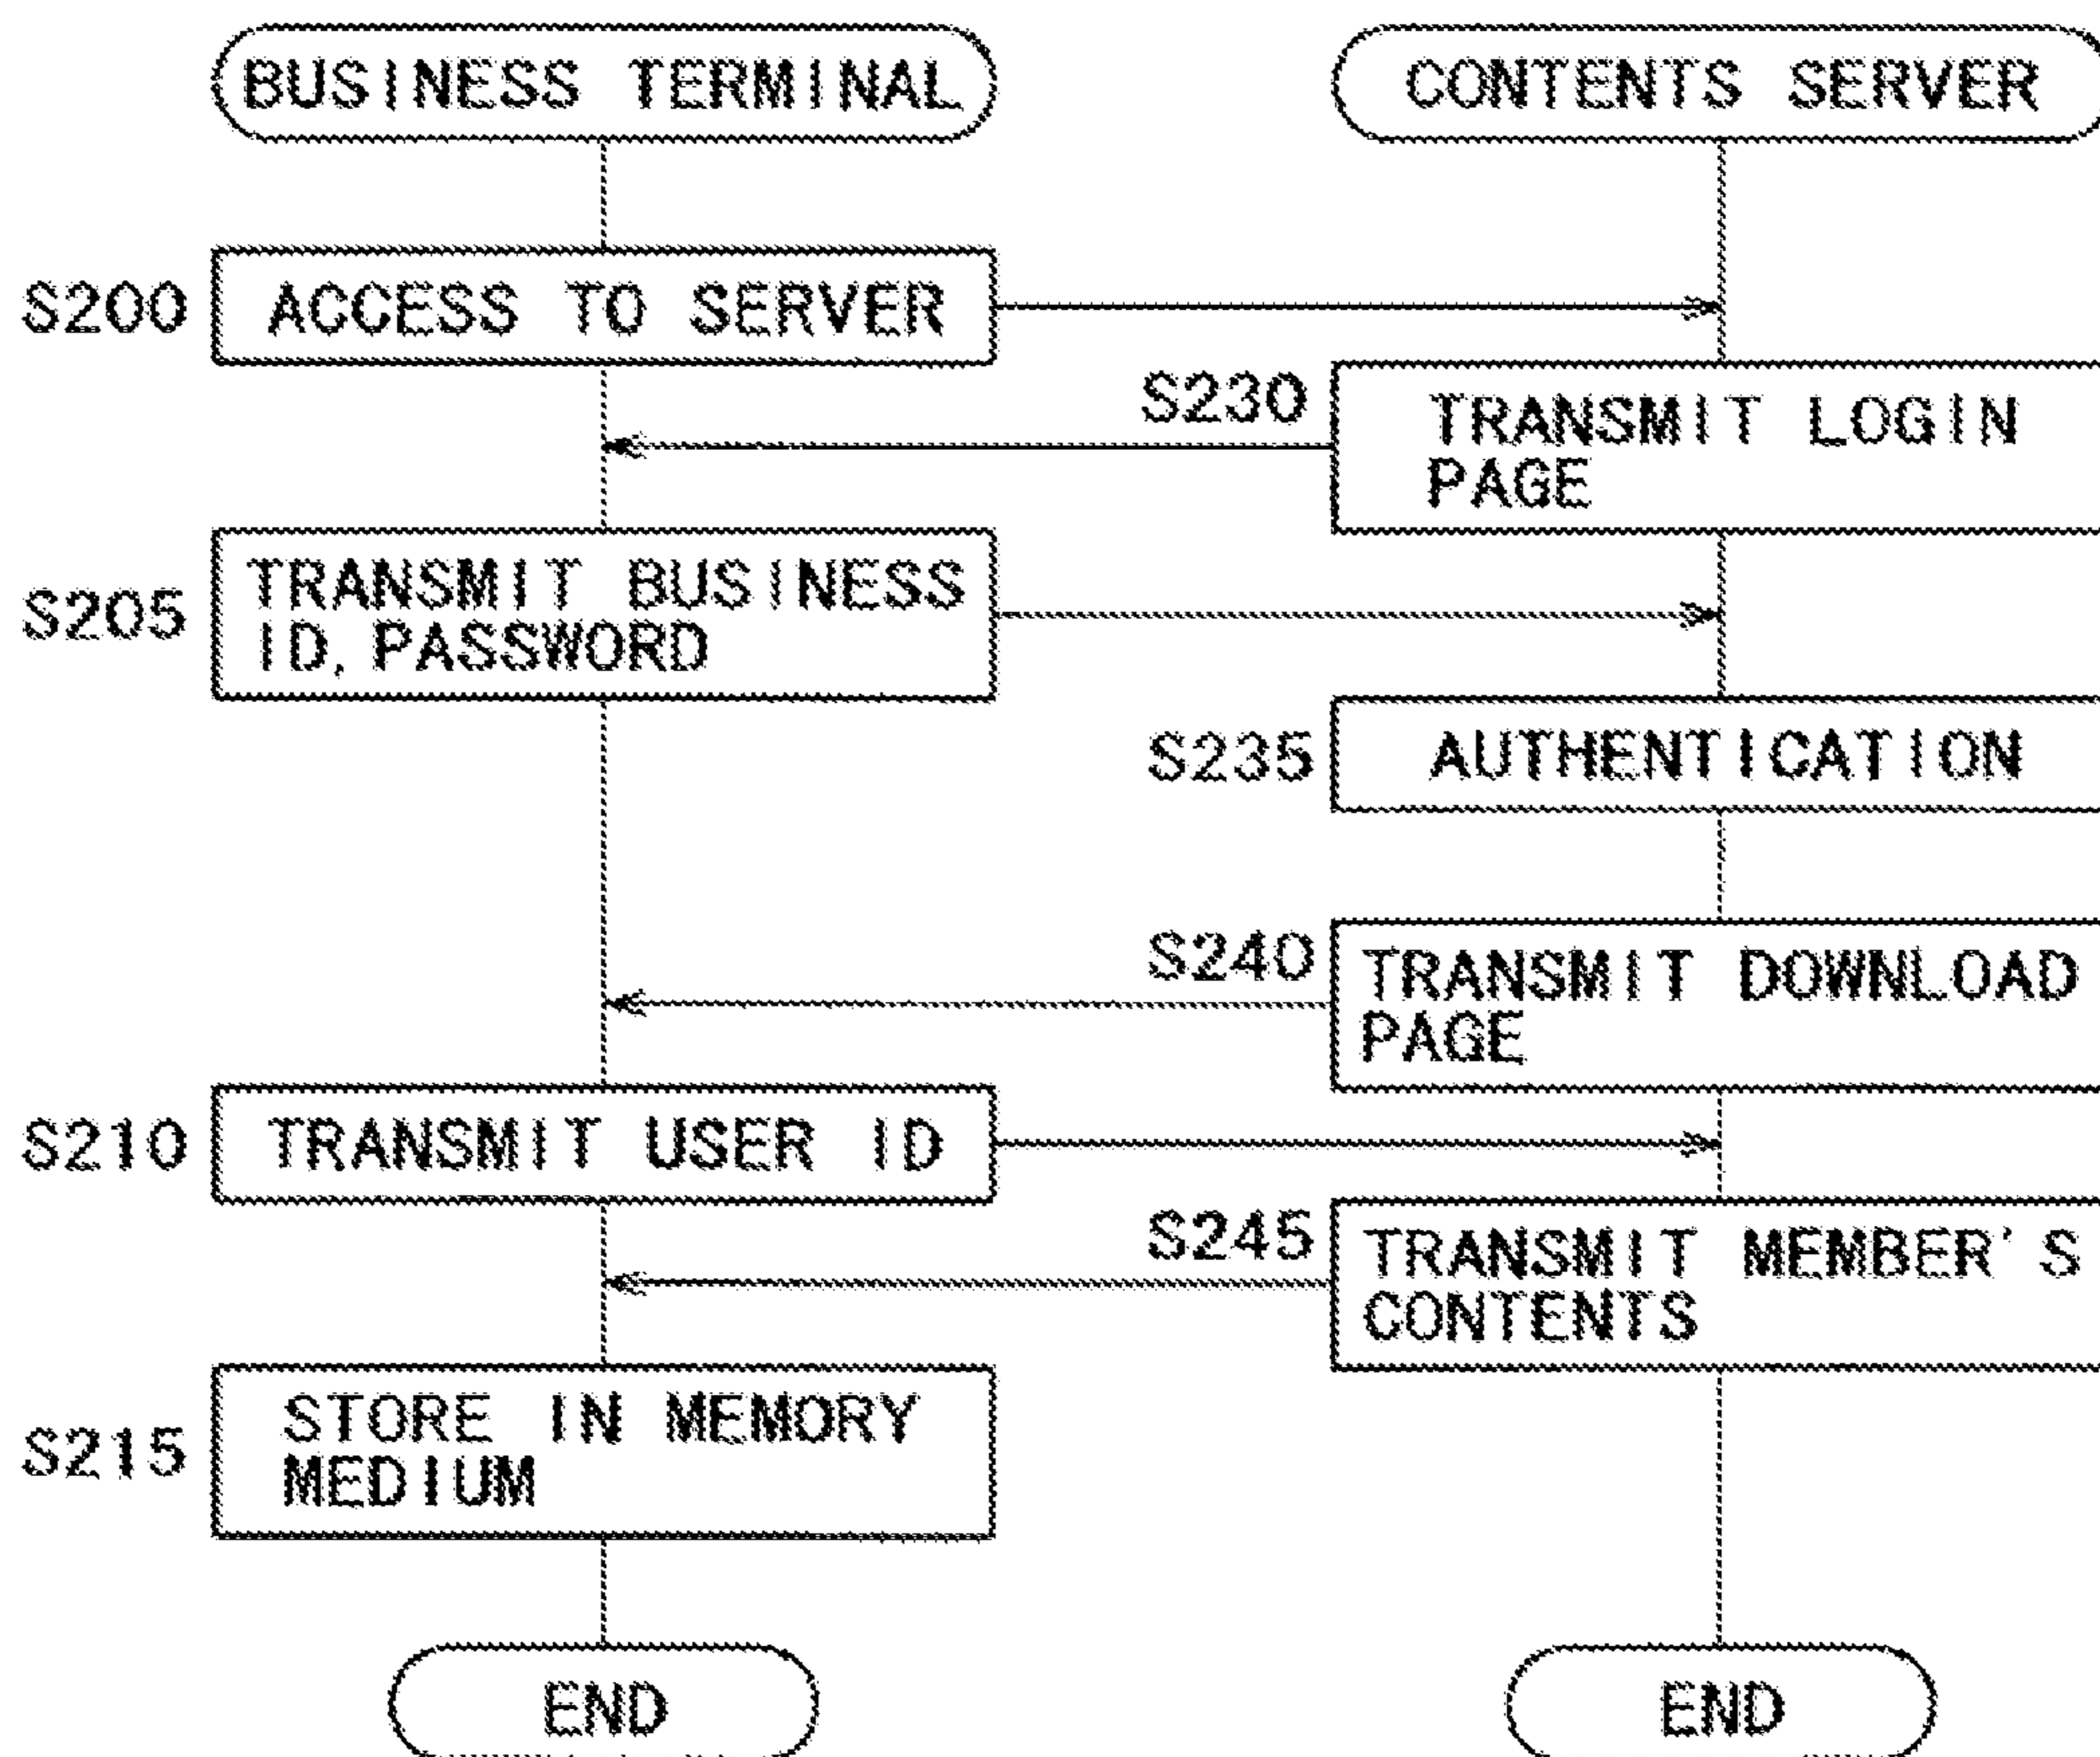 BUSINESS TERMINAL
CONTENTS SERVER
S200
ACCESS TO SERVER
S230
TRANSMIT LOGIN
PAGE
S205
TRANSMIT BUSINESS
ID, PASSWORD
S235
AUTHENTICATION
S240
TRANSMIT DOWNLOAD
PAGE
S210
TRANSMIT USER ID
S245
TRANSMIT MEMBER'S
CONTENTS
S215
STORE IN MEMORY
MEDIUM
END
END